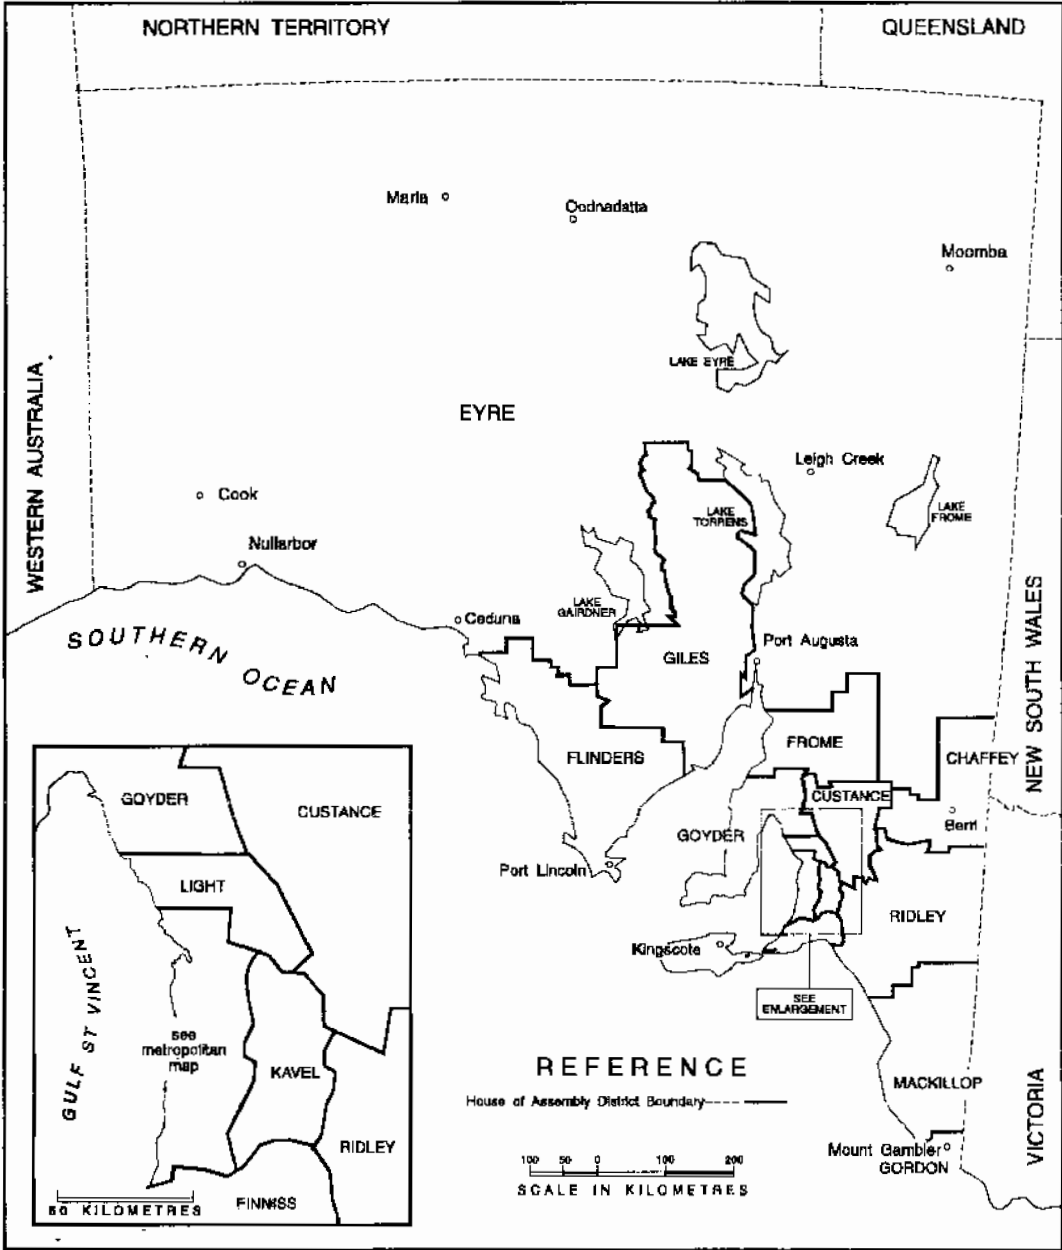 NORTHERN TERRITORY
QUEENSLAND
Marla
Oodnadatta
Moomba
LAKE EYRE
WESTERN AUSTRALIA
EYRE
Leigh Creek
Cook
LAKE
TORRENS
LAKE
FROME
Nullarbor
LAKE
GAIRDNER
Ceduna
SOUTHERN
OCEAN
GILES
Port Augusta
NEW SOUTH WALES
FLINDERS
FROME
CHAFFEY
CUSTANCE
Berri
GOYDER
Port Lincoln
RIDLEY
Kingscote
SEE
ENLARGEMENT
MACKILLOP
VICTORIA
Mount Gambier
GORDON
GOYDER
CUSTANCE
LIGHT
GULF ST VINCENT
see
metropolitan
map
KAVEL
RIDLEY
FINNISS
50 KILOMETRES
REFERENCE
House of Assembly District Boundary
100 50 0 100 200
SCALE IN KILOMETRES